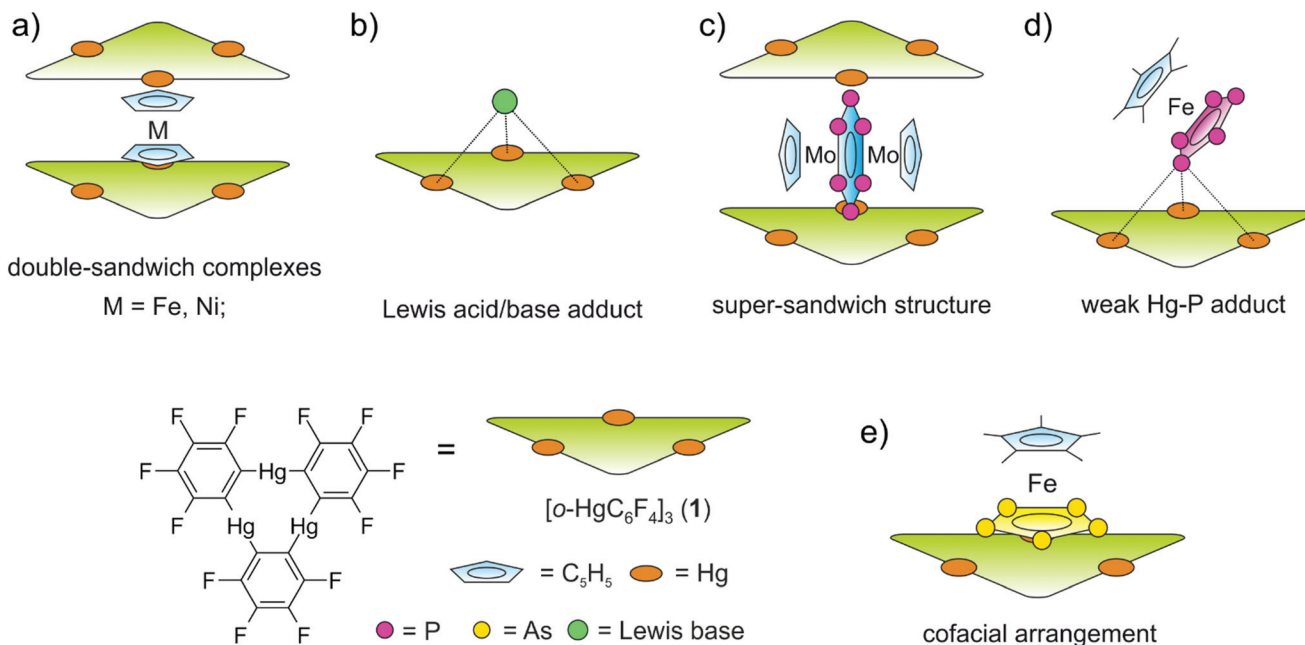 a)
b)
c)
d)
M
Mo Mo
Fe
double-sandwich complexes
M = Fe, Ni;
Lewis acid/base adduct
super-sandwich structure
weak Hg-P adduct
F F F F
F Hg F
F F
Hg Hg
F F
F F
=
[o-HgC₆F₄]₃ (1)
= C₅H₅ = Hg
= P = As = Lewis base
e)
Fe
cofacial arrangement